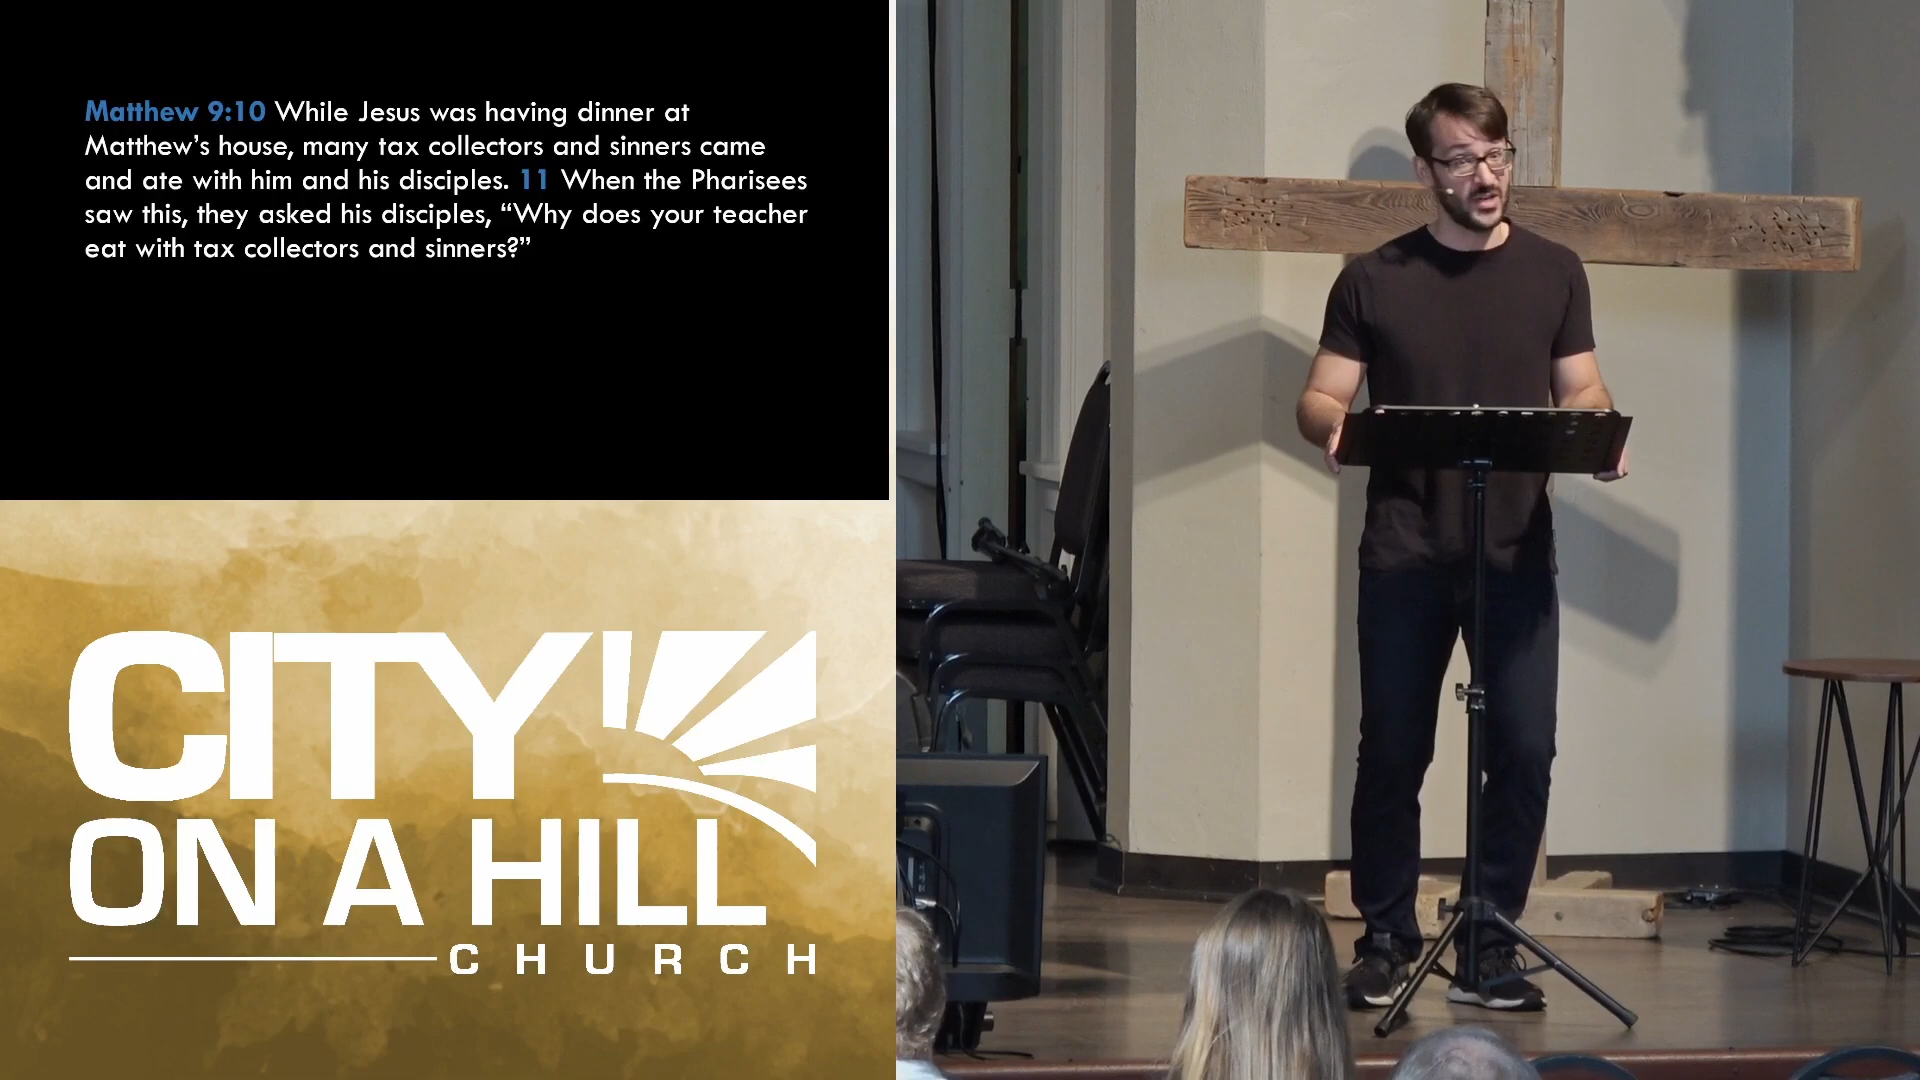 Matthew 9:10 While Jesus was having dinner at
Matthew’s house, many tax collectors and sinners came
and ate with him and his disciples. 11 When the Pharisees
saw this, they asked his disciples, “Why does your teacher
eat with tax collectors and sinners?”
CITY
ON A HILL
CHURCH